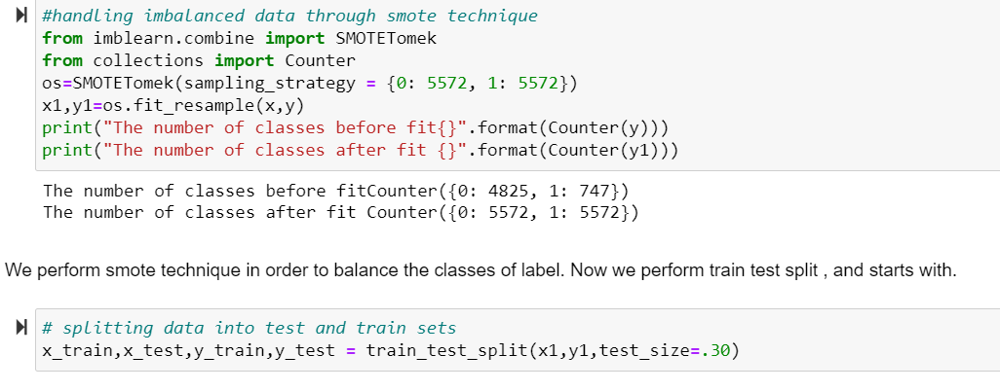 #handling imbalanced data through smote technique
from imblearn.combine import SMOTETomek
from collections import Counter
os=SMOTETomek(sampling_strategy = {0: 5572, 1: 5572})
x1,y1=os.fit_resample(x,y)
print("The number of classes before fit{}".format(Counter(y)))
print("The number of classes after fit {}".format(Counter(y1)))
The number of classes before fitCounter({0: 4825, 1: 747})
The number of classes after fit Counter({0: 5572, 1: 5572})
We perform smote technique in order to balance the classes of label. Now we perform train test split , and starts with.
# splitting data into test and train sets
x_train,x_test,y_train,y_test = train_test_split(x1,y1,test_size=.30)